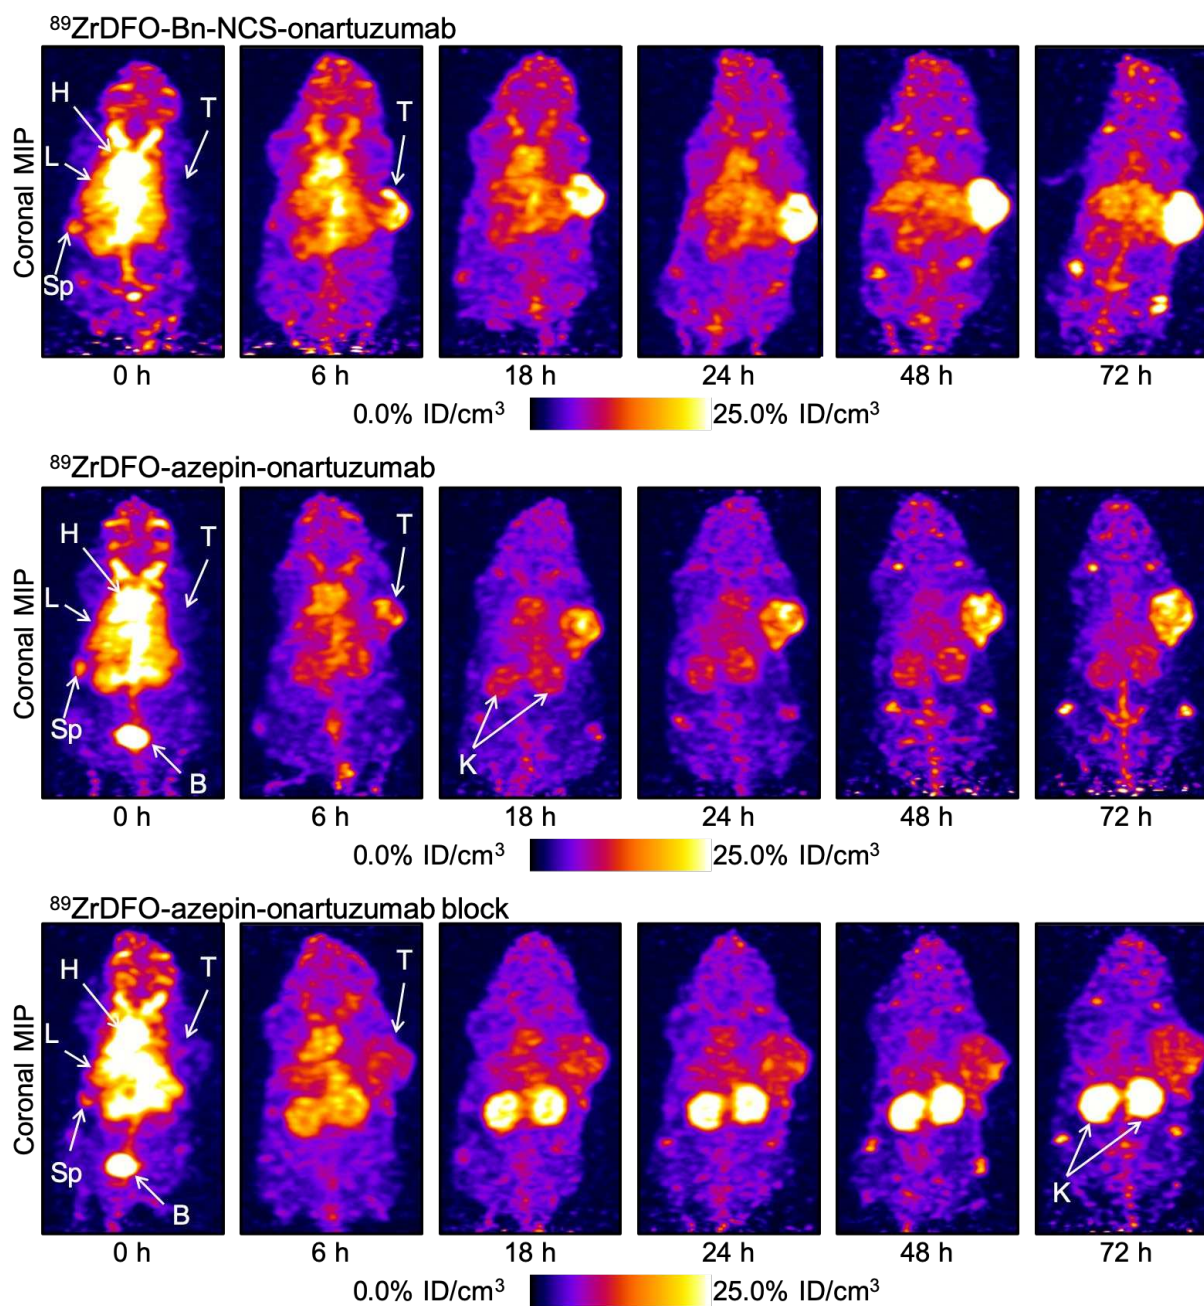 ⁸⁹ZrDFO-Bn-NCS-onartuzumab
Coronal MIP
H
T
L
Sp
T
0 h
6 h
18 h
24 h
48 h
72 h
0.0% ID/cm³
25.0% ID/cm³
⁸⁹ZrDFO-azepin-onartuzumab
Coronal MIP
H
T
L
Sp
B
T
K
0 h
6 h
18 h
24 h
48 h
72 h
0.0% ID/cm³
25.0% ID/cm³
⁸⁹ZrDFO-azepin-onartuzumab block
Coronal MIP
H
T
L
Sp
B
T
K
0 h
6 h
18 h
24 h
48 h
72 h
0.0% ID/cm³
25.0% ID/cm³